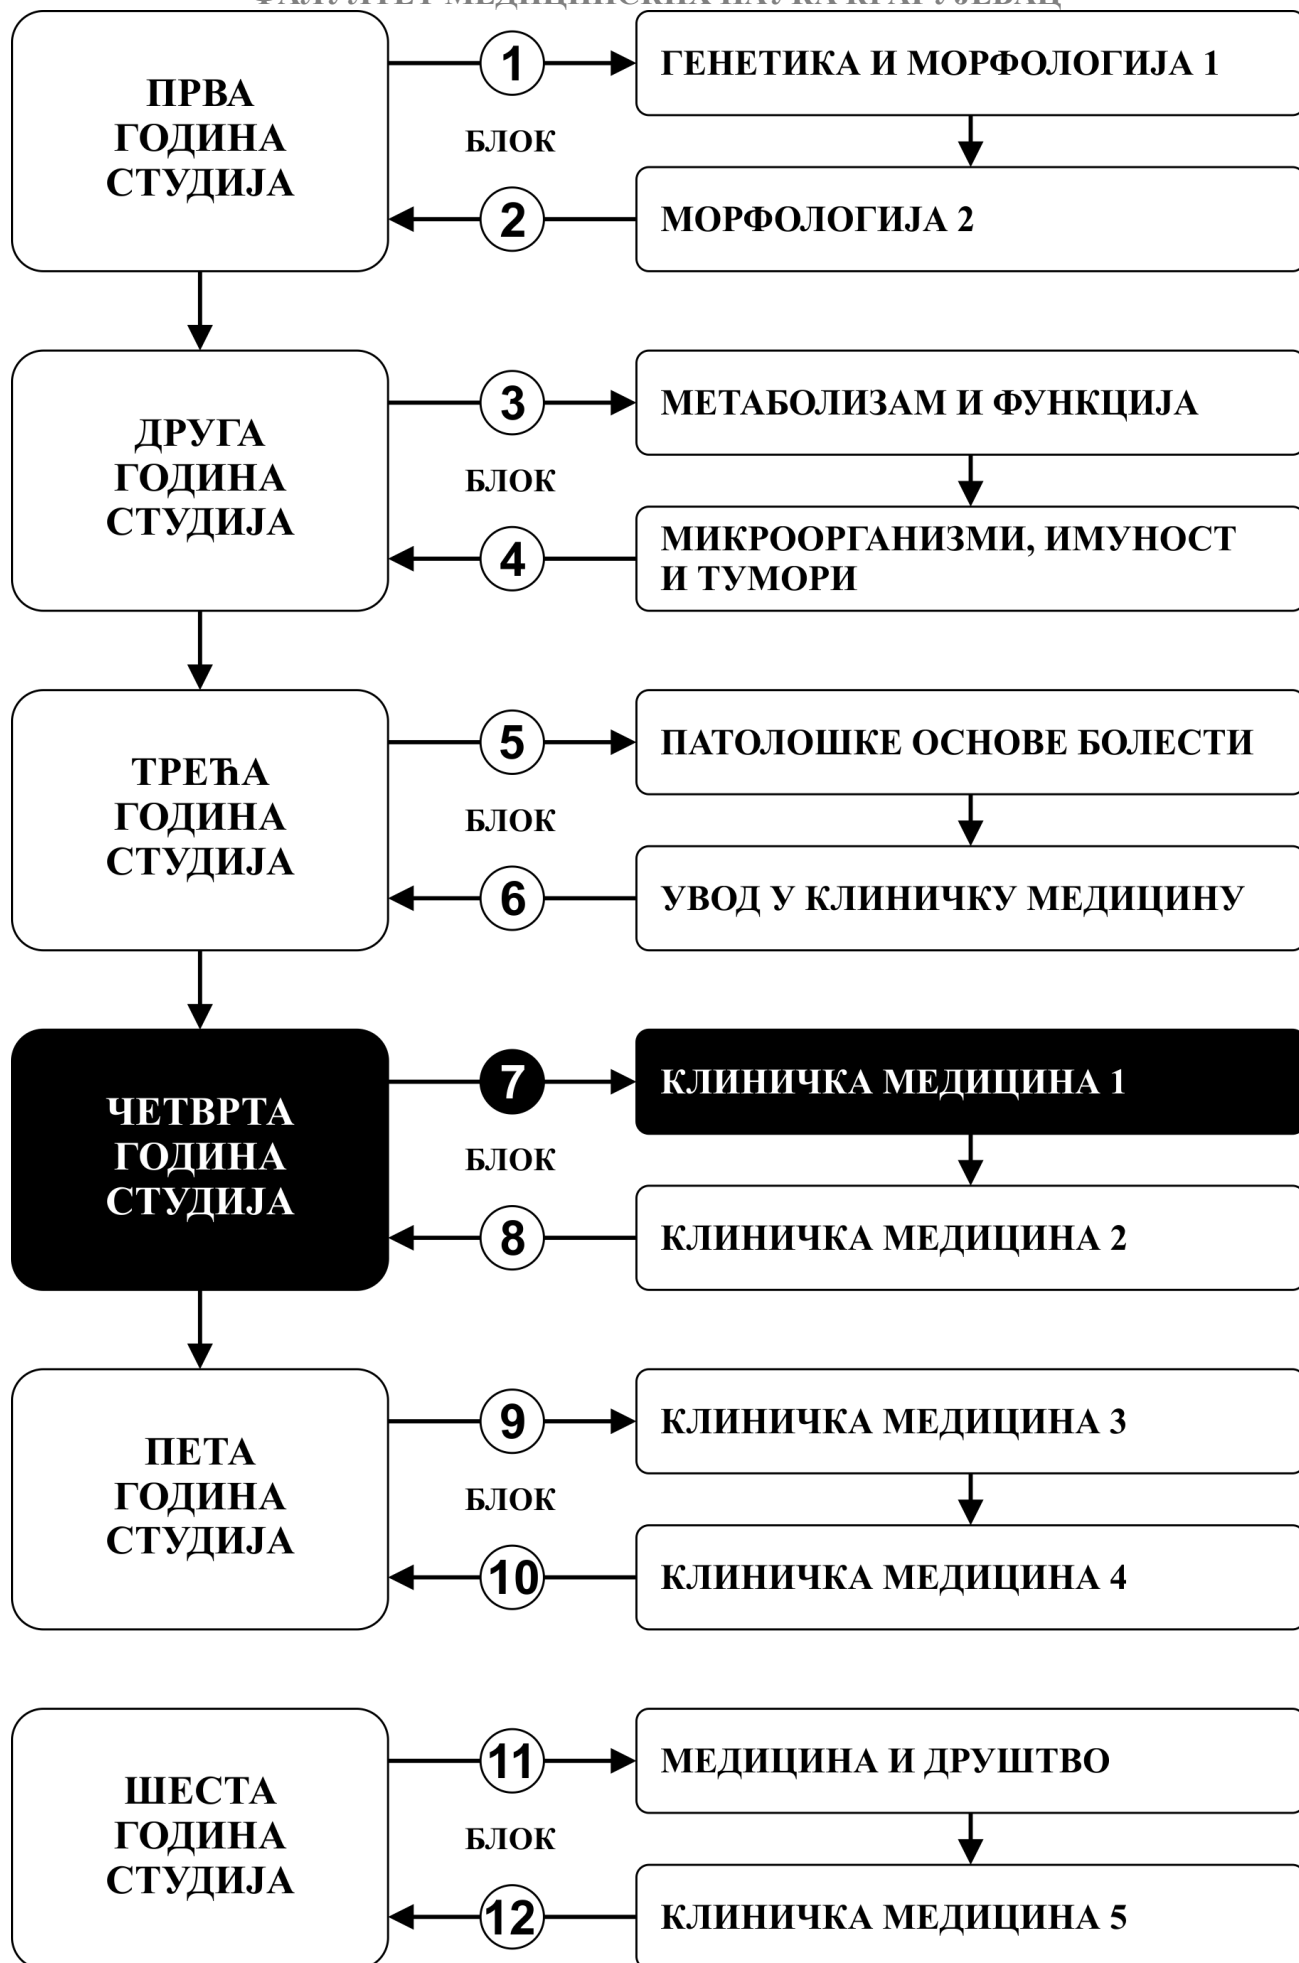 ПРВА
ГОДИНА
СТУДИЈА
1
БЛОК
2
ГЕНЕТИКА И МОРФОЛОГИЈА 1
МОРФОЛОГИЈА 2
ДРУГА
ГОДИНА
СТУДИЈА
3
БЛОК
4
МЕТАБОЛИЗАМ И ФУНКЦИЈА
МИКРООРГАНИЗМИ, ИМУНОСТ
И ТУМОРИ
ТРЕЋА
ГОДИНА
СТУДИЈА
5
БЛОК
6
ПАТОЛОШКЕ ОСНОВЕ БОЛЕСТИ
УВОД У КЛИНИЧКУ МЕДИЦИНУ
ЧЕТВРТА
ГОДИНА
СТУДИЈА
7
БЛОК
8
КЛИНИЧКА МЕДИЦИНА 1
КЛИНИЧКА МЕДИЦИНА 2
ПЕТА
ГОДИНА
СТУДИЈА
9
БЛОК
10
КЛИНИЧКА МЕДИЦИНА 3
КЛИНИЧКА МЕДИЦИНА 4
ШЕСТА
ГОДИНА
СТУДИЈА
11
БЛОК
12
МЕДИЦИНА И ДРУШТВО
КЛИНИЧКА МЕДИЦИНА 5